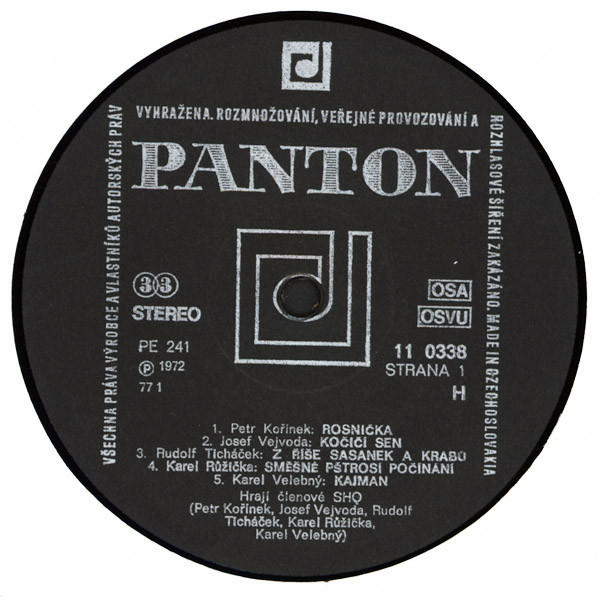 VŠECHNA PRÁVA VÝROBCE A VLASTNÍKŮ AUTORSKÝCH PRÁV
VYHRAŽENA. ROZMNOŽOVÁNÍ, VEŘEJNÉ PROVOZOVÁNÍ A
ROZHLASOVÉ ŠÍŘENÍ ZAKÁZÁNO. MADE IN CZECHOSLOVAKIA
PANTON
33
STEREO
PE 241
Ⓟ 1972
77 1
OSA
OSVU
11 0338
STRANA 1
H
1. Petr Kořínek: ROSNIČKA
2. Josef Vejvoda: KOČIČÍ SEN
3. Rudolf Ticháček: Z ŘÍŠE SASANEK A KRABŮ
4. Karel Růžička: SMĚŠNÉ PŠTROSÍ POČÍNÁNÍ
5. Karel Velebný: KAJMAN
Hrají členové SHQ
(Petr Kořínek, Josef Vejvoda, Rudolf
Ticháček, Karel Růžička,
Karel Velebný)